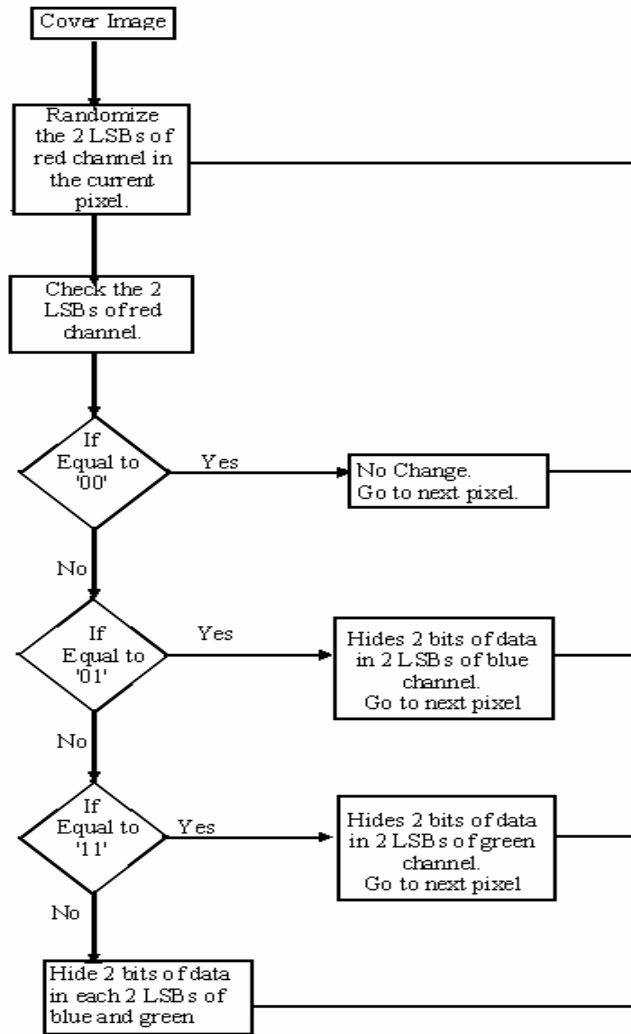 Cover Image
Randomize
the 2 LSBs of
red channel in
the current
pixel.
Check the 2
LSBs of red
channel.
If
Equal to
'00'
Yes
No Change.
Go to next pixel.
No
If
Equal to
'01'
Yes
Hides 2 bits of data
in 2 LSBs of blue
channel.
Go to next pixel
No
If
Equal to
'11'
Yes
Hides 2 bits of data
in 2 LSBs of green
channel.
Go to next pixel
No
Hide 2 bits of data
in each 2 LSBs of
blue and green